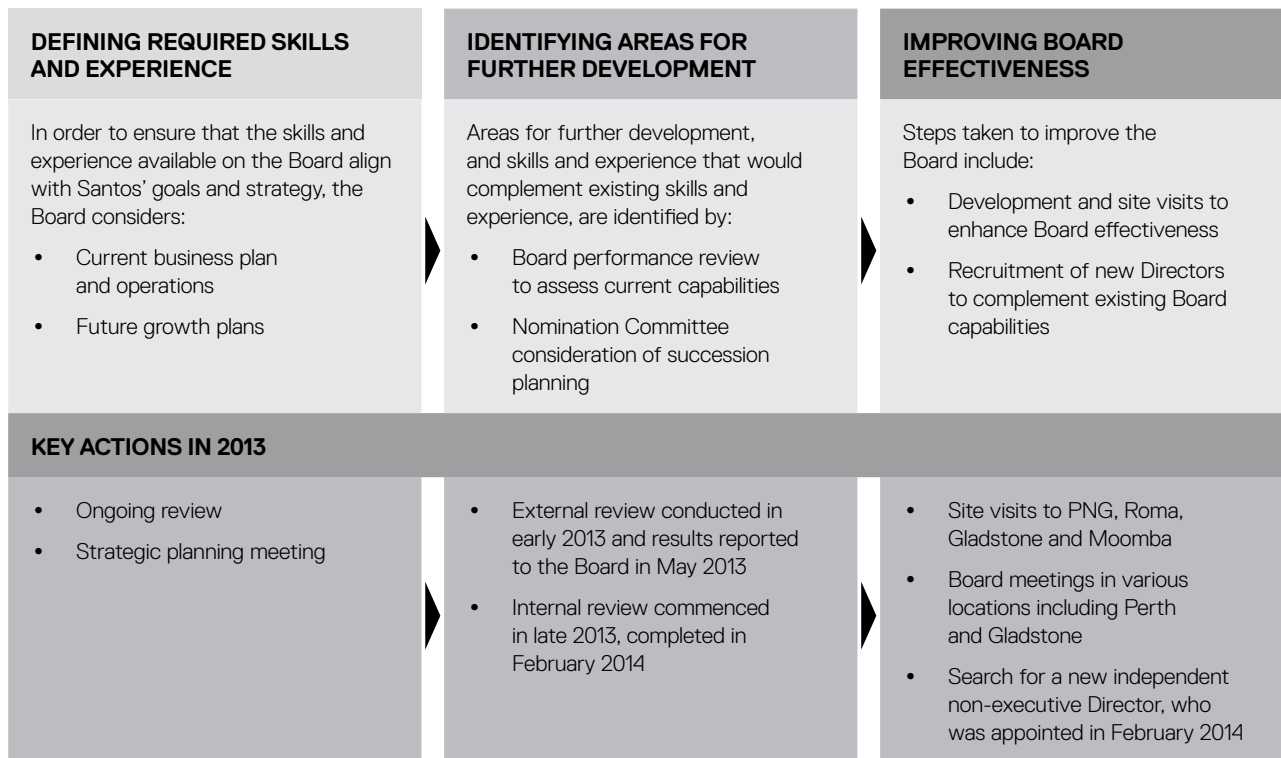 DEFINING REQUIRED SKILLS
AND EXPERIENCE
In order to ensure that the skills and
experience available on the Board align
with Santos' goals and strategy, the
Board considers:
• Current business plan
and operations
• Future growth plans
IDENTIFYING AREAS FOR
FURTHER DEVELOPMENT
Areas for further development,
and skills and experience that would
complement existing skills and
experience, are identified by:
• Board performance review
to assess current capabilities
• Nomination Committee
consideration of succession
planning
IMPROVING BOARD
EFFECTIVENESS
Steps taken to improve the
Board include:
• Development and site visits to
enhance Board effectiveness
• Recruitment of new Directors
to complement existing Board
capabilities
KEY ACTIONS IN 2013
• Ongoing review
• Strategic planning meeting
• External review conducted in
early 2013 and results reported
to the Board in May 2013
• Internal review commenced
in late 2013, completed in
February 2014
• Site visits to PNG, Roma,
Gladstone and Moomba
• Board meetings in various
locations including Perth
and Gladstone
• Search for a new independent
non-executive Director, who
was appointed in February 2014